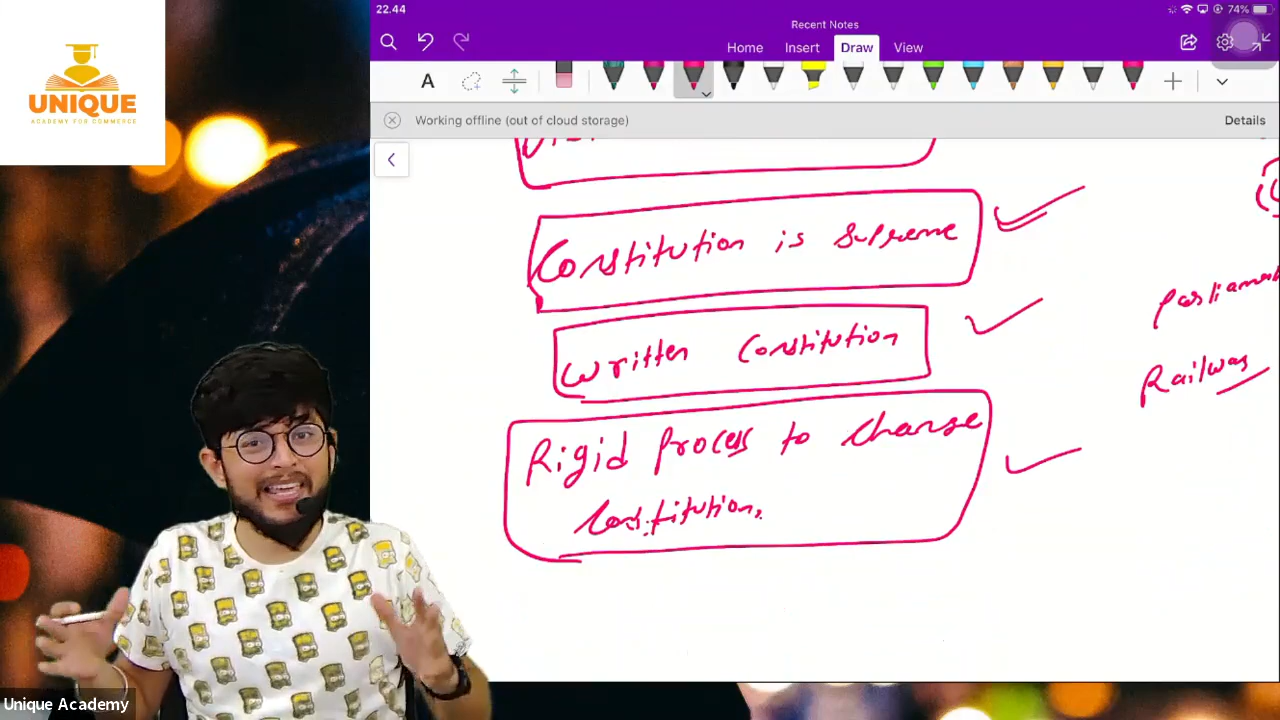 22.44
74%
Recent Notes
Home Insert Draw View
UNIQUE
ACADEMY FOR COMMERCE
A
Working offline (out of cloud storage)
Details
Constitution is Supreme
Parliament
Written Constitution
Railway
Rigid Process to change
Constitution.
Unique Academy